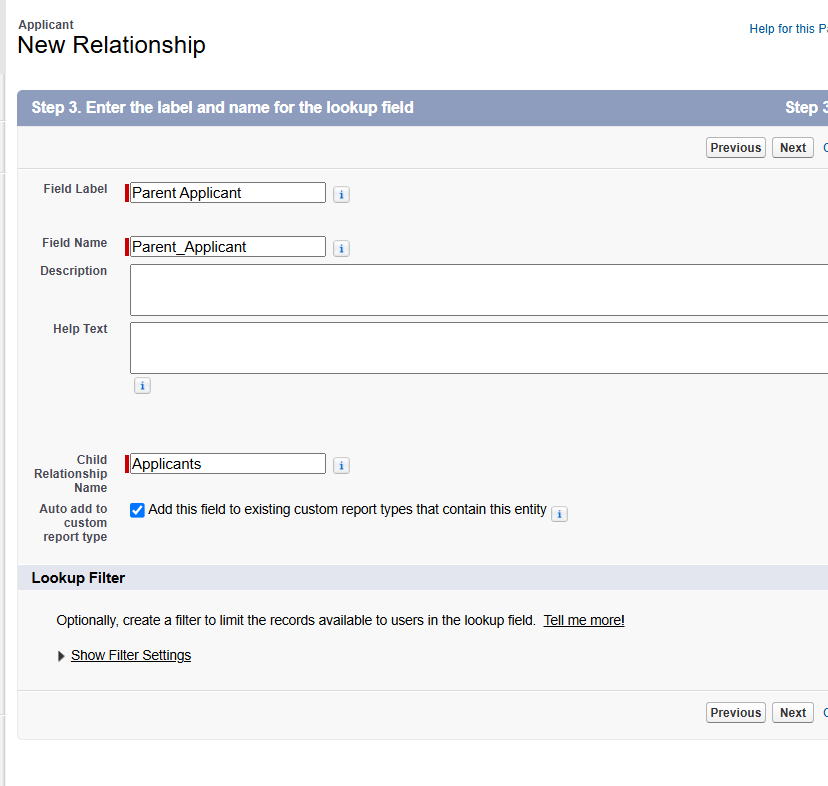 Applicant
New Relationship
Help for this
Step 3. Enter the label and name for the lookup field
Step 3
Previous
Next
Field Label
Parent Applicant
Field Name
Parent_Applicant
Description
Help Text
Child
Relationship
Name
Applicants
Auto add to
custom
report type
Add this field to existing custom report types that contain this entity
Lookup Filter
Optionally, create a filter to limit the records available to users in the lookup field. Tell me more!
Show Filter Settings
Previous
Next